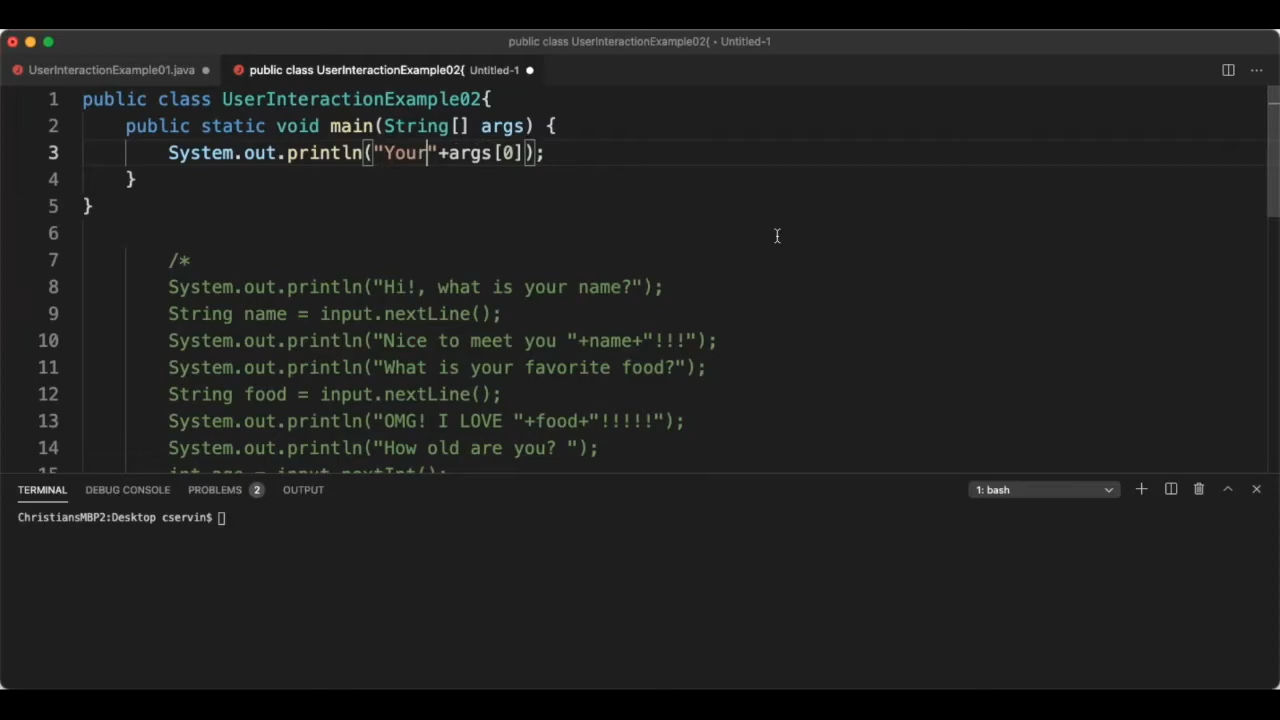 public class UserInteractionExample02{ • Untitled-1
UserInteractionExample01.java ● public class UserInteractionExample02{ Untitled-1 ●
1 public class UserInteractionExample02{
2 public static void main(String[] args) {
3 System.out.println("Your"+args[0]);
4 }
5 }
6
7 /*
8 System.out.println("Hi!, what is your name?");
9 String name = input.nextLine();
10 System.out.println("Nice to meet you "+name+"!!!");
11 System.out.println("What is your favorite food?");
12 String food = input.nextLine();
13 System.out.println("OMG! I LOVE "+food+"!!!!!");
14 System.out.println("How old are you? ");
15 int age = input.nextInt();
TERMINAL DEBUG CONSOLE PROBLEMS 2 OUTPUT 1: bash
ChristiansMBP2:Desktop cservin$